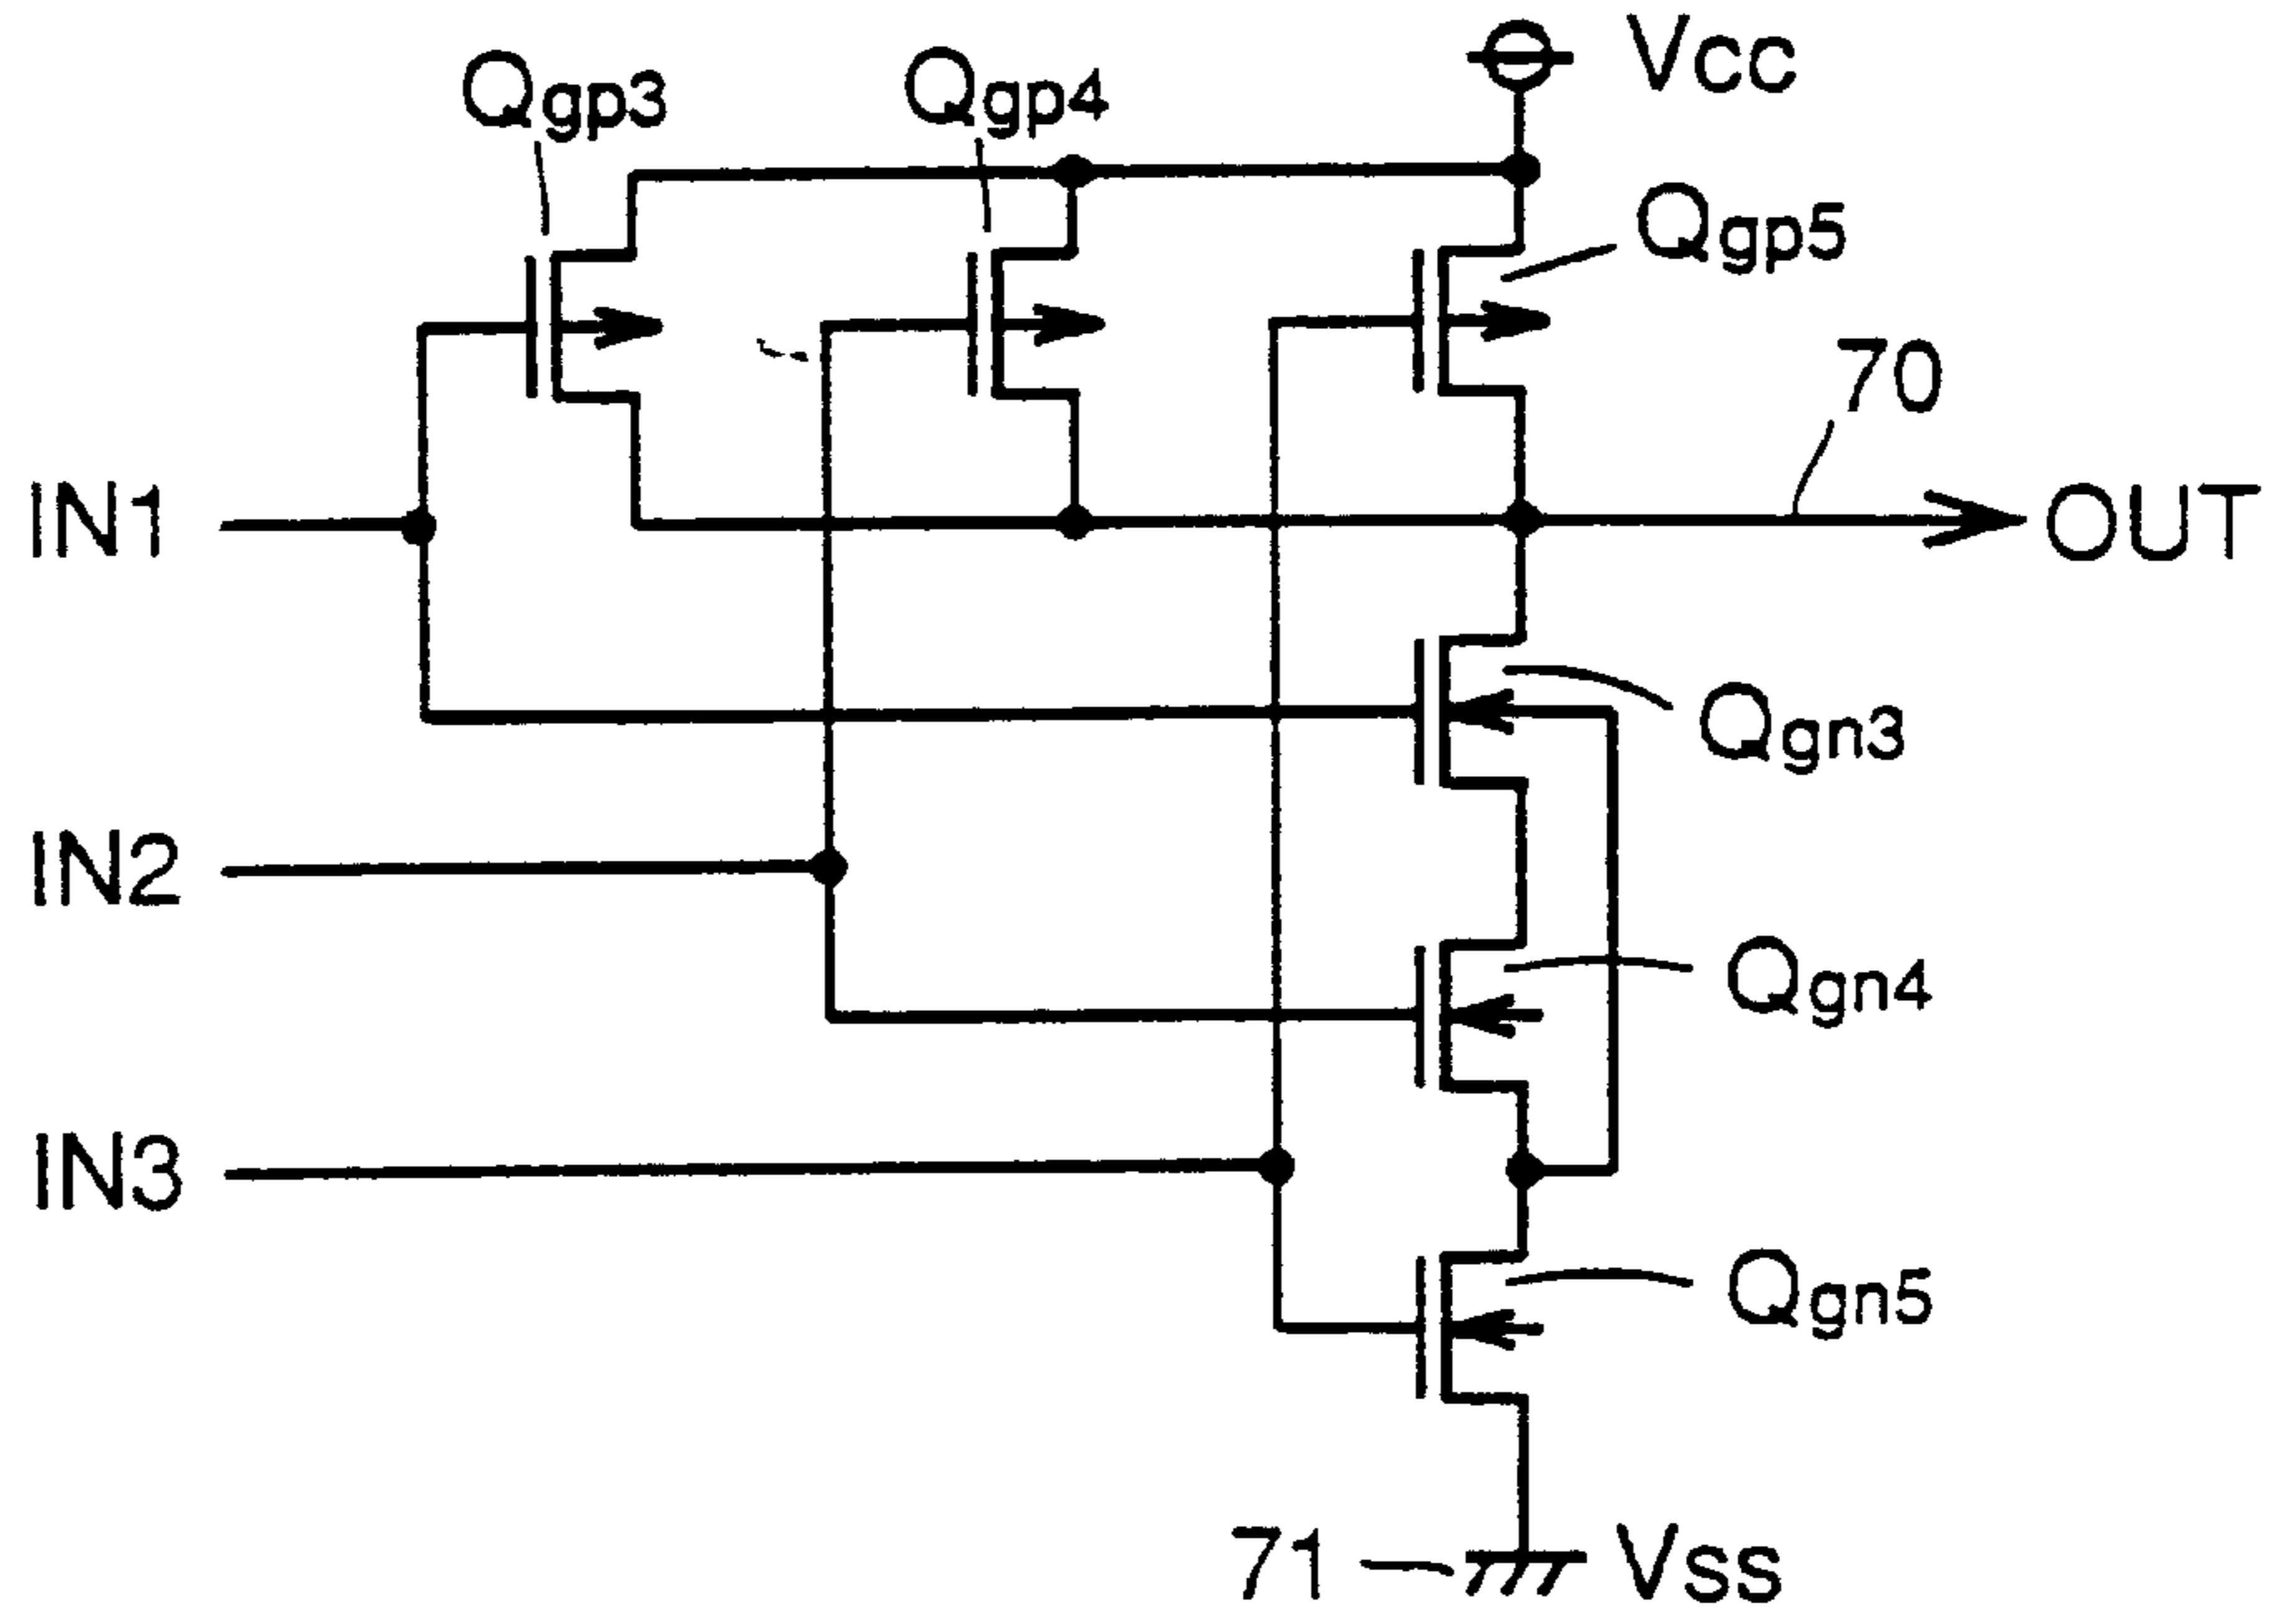 Vcc
Qgp3
Qgp4
Qgp5
70
IN1
OUT
Qgn3
IN2
Qgn4
IN3
Qgn5
71
Vss